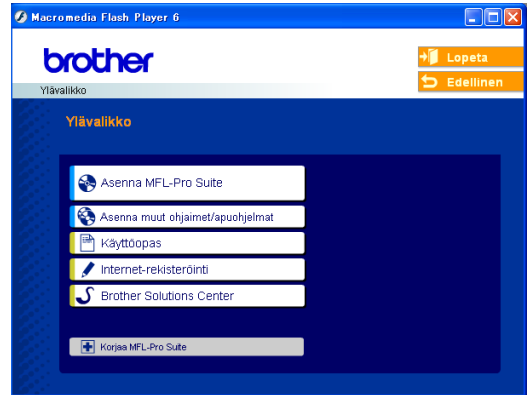 Macromedia Flash Player 6
brother
Lopeta
Edellinen
Ylävalikko
Ylävalikko
Asenna MFL-Pro Suite
Asenna muut ohjaimet/apuohjelmat
Käyttöopas
Internet-rekisteröinti
Brother Solutions Center
Korjaa MFL-Pro Suite